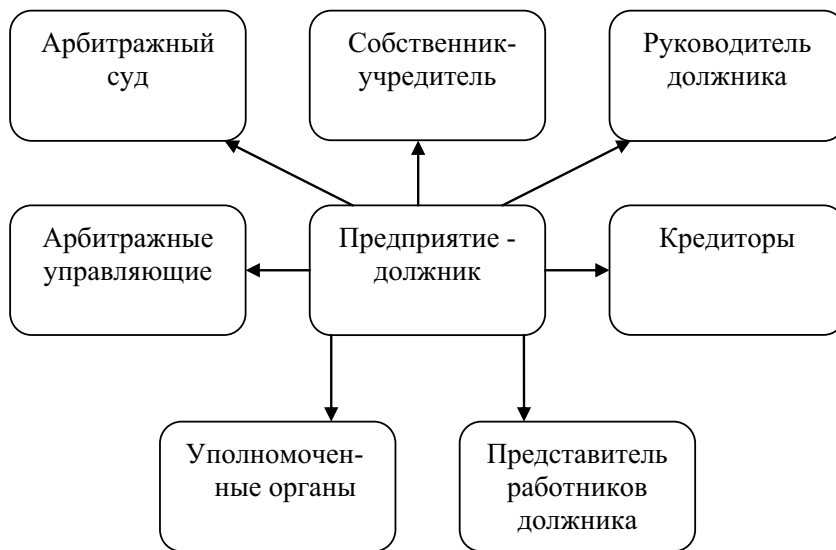 Арбитражный
суд
Собственник-
учредитель
Руководитель
должника
Арбитражные
управляющие
Предприятие -
должник
Кредиторы
Уполномочен-
ные органы
Представитель
работников
должника